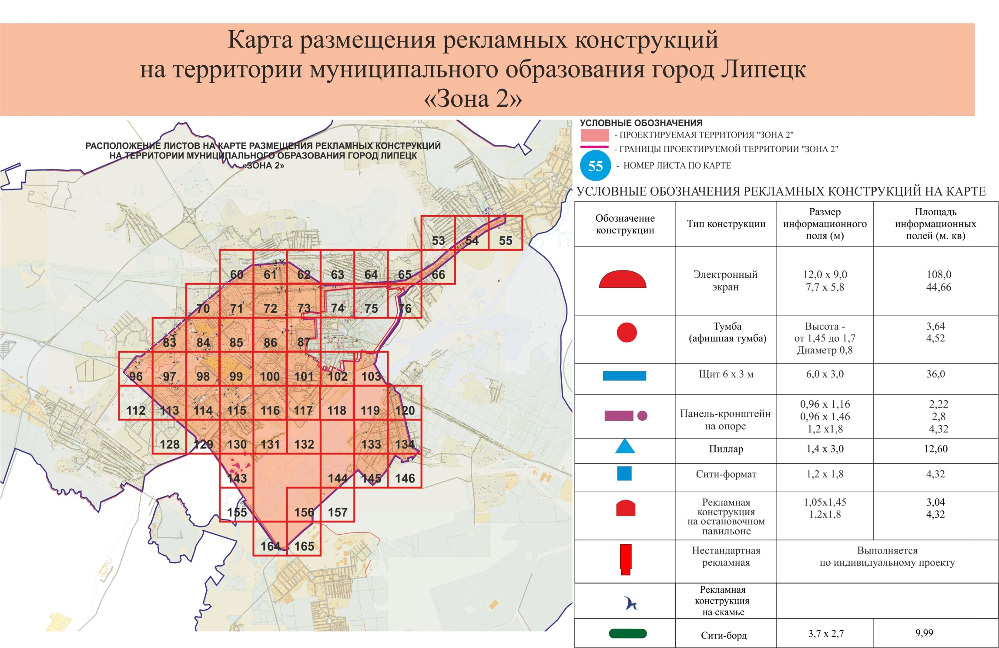 Карта размещения рекламных конструкций
на территории муниципального образования город Липецк
«Зона 2»
РАСПОЛОЖЕНИЕ ЛИСТОВ НА КАРТЕ РАЗМЕЩЕНИЯ РЕКЛАМНЫХ КОНСТРУКЦИЙ
НА ТЕРРИТОРИИ МУНИЦИПАЛЬНОГО ОБРАЗОВАНИЯ ГОРОД ЛИПЕЦК
«ЗОНА 2»
53 54 55
60 61 62 63 64 65 66
6
70 71 72 73 74 75 76
83 84 85 86 87
96 97 98 99 100 101 102 103
112 113 114 115 116 117 118 119 120
128 129 130 131 132 133 134
143 144 145 146
155 156 157
164 165
УСЛОВНЫЕ ОБОЗНАЧЕНИЯ
- ПРОЕКТИРУЕМАЯ ТЕРРИТОРИЯ "ЗОНА 2"
- ГРАНИЦЫ ПРОЕКТИРУЕМОЙ ТЕРРИТОРИИ "ЗОНА 2"
55 - НОМЕР ЛИСТА ПО КАРТЕ
УСЛОВНЫЕ ОБОЗНАЧЕНИЯ РЕКЛАМНЫХ КОНСТРУКЦИЙ НА КАРТЕ
Обозначение
конструкции
Тип конструкции
Размер
информационного
поля (м)
Площадь
информационных
полей (м. кв)
Электронный
экран
12,0 x 9,0
7,7 x 5,8
108,0
44,66
Тумба
(афишная тумба)
Высота -
от 1,45 до 1,7
Диаметр 0,8
3,64
4,52
Щит 6 x 3 м
6,0 x 3,0
36,0
Панель-кронштейн
на опоре
0,96 x 1,16
0,96 x 1,46
1,2 x1,8
2,22
2,8
4,32
Пиллар
1,4 x 3,0
12,60
Сити-формат
1,2 x 1,8
4,32
Рекламная
конструкция
на остановочном
павильоне
1,05x1,45
1,2x1,8
3,04
4,32
Нестандартная
рекламная
Выполняется
по индивидуальному проекту
Рекламная
конструкция
на скамье
Сити-борд
3,7 x 2,7
9,99